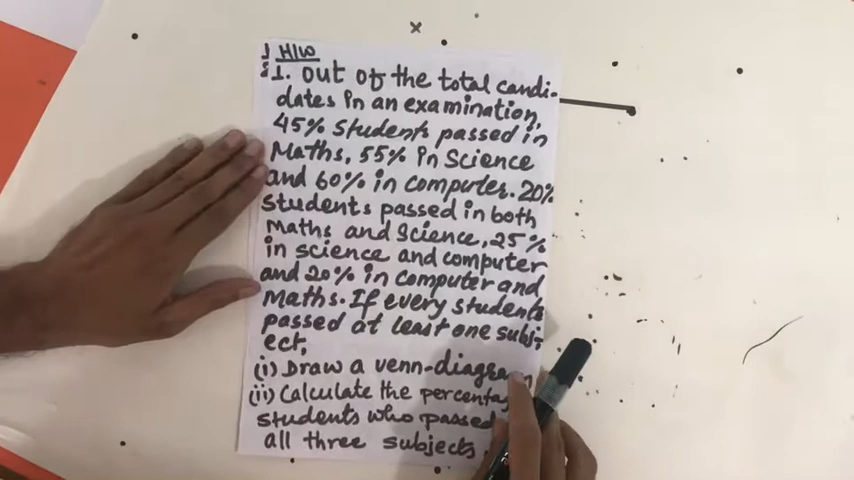 H/W
1. Out of the total candi-
dates in an examination,
45% Students passed in
Maths, 55% in Science
and 60% in computer. 20%
students passed in both
Maths and Science, 25%
in science and computer
and 20% in computer and
maths. If every students
passed at least one subj-
ect,
(i) Draw a venn-diagram
(ii) Calculate the
students who passed
all three subjects